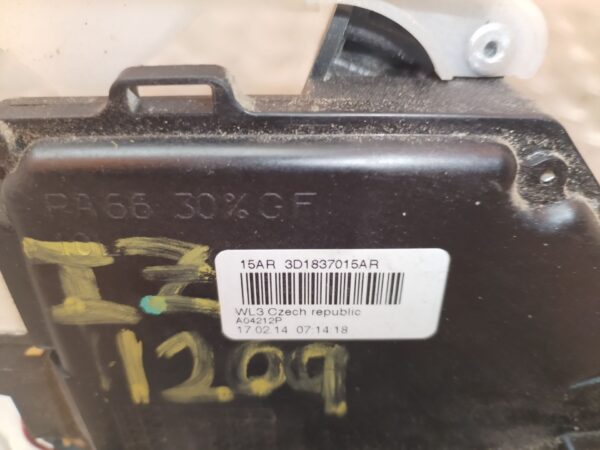 PA66 30% GF
15AR 3D1837015AR
WL3 Czech republic
A04212P
17.02.14 07:14:18
1209